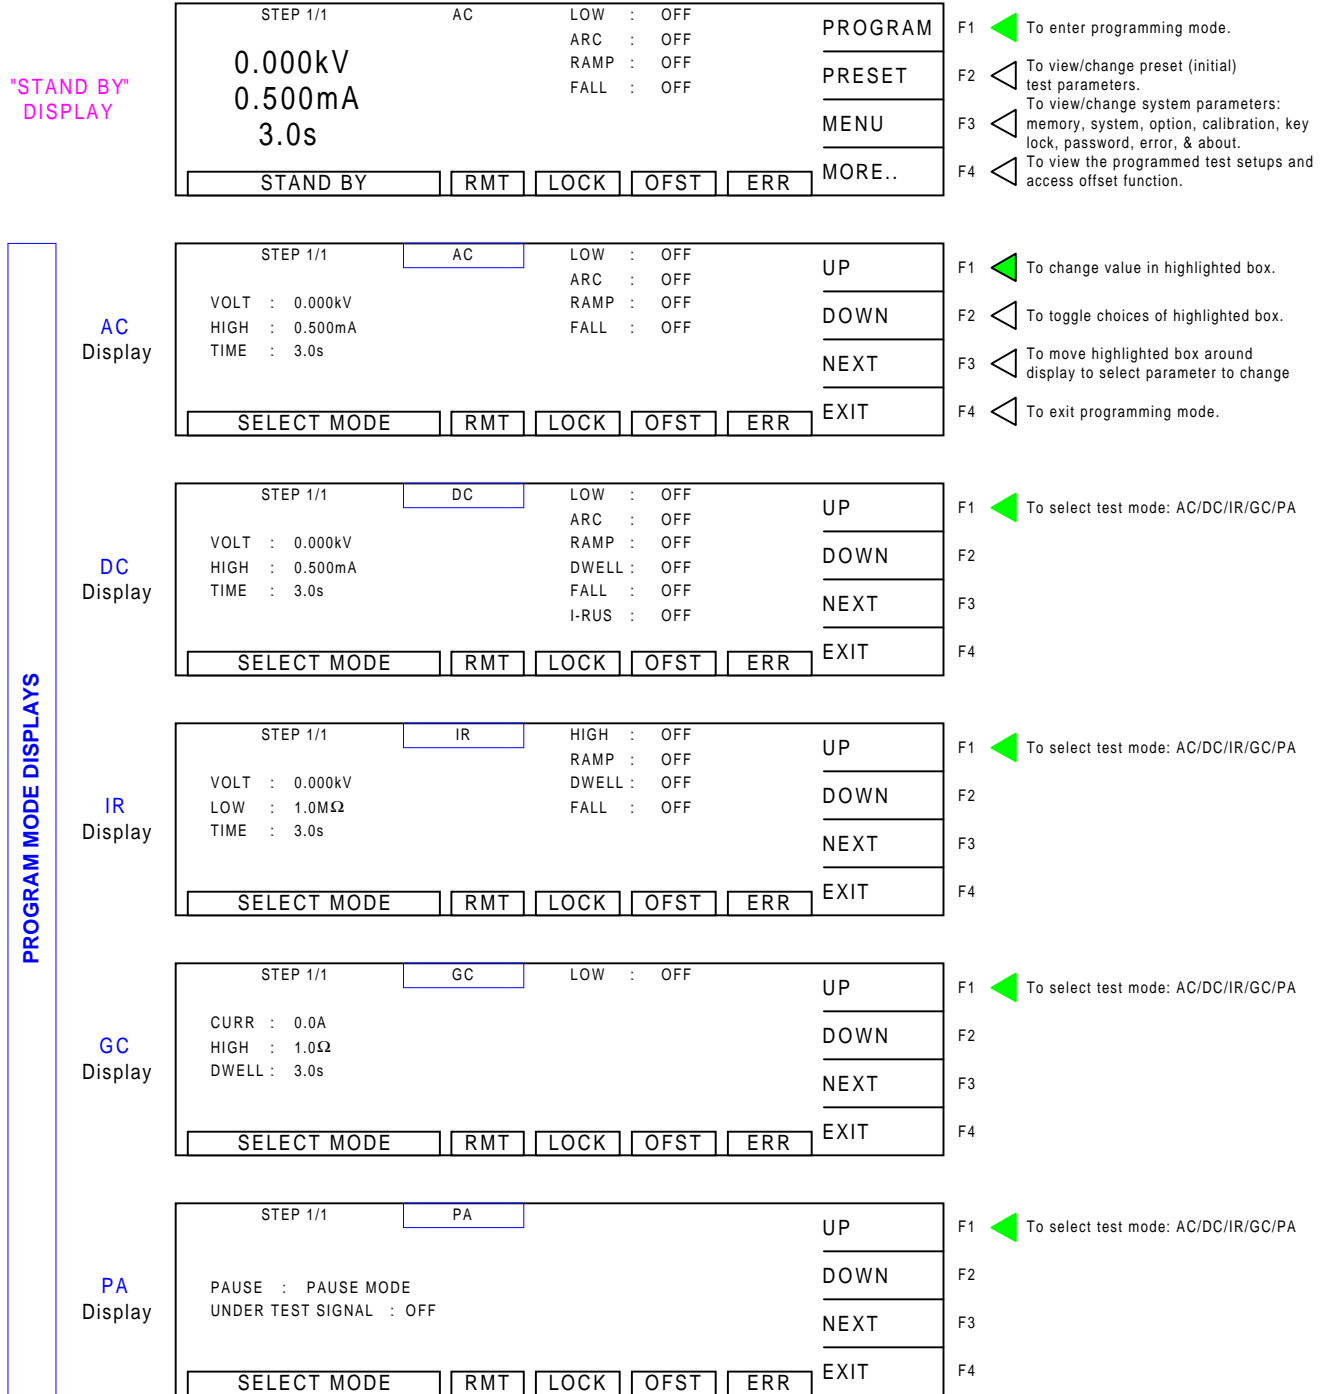 "STAND BY"
DISPLAY
STEP 1/1 AC LOW : OFF
ARC : OFF
0.000kV RAMP : OFF
0.500mA FALL : OFF
3.0s
STAND BY RMT LOCK OFST ERR
PROGRAM F1 To enter programming mode.
PRESET F2 To view/change preset (initial)
test parameters.
MENU F3 To view/change system parameters:
memory, system, option, calibration, key
lock, password, error, & about.
MORE.. F4 To view the programmed test setups and
access offset function.
PROGRAM MODE DISPLAYS
AC
Display
STEP 1/1 AC LOW : OFF
ARC : OFF
VOLT : 0.000kV RAMP : OFF
HIGH : 0.500mA FALL : OFF
TIME : 3.0s
SELECT MODE RMT LOCK OFST ERR
UP F1 To change value in highlighted box.
DOWN F2 To toggle choices of highlighted box.
NEXT F3 To move highlighted box around
display to select parameter to change
EXIT F4 To exit programming mode.
DC
Display
STEP 1/1 DC LOW : OFF
ARC : OFF
VOLT : 0.000kV RAMP : OFF
HIGH : 0.500mA DWELL : OFF
TIME : 3.0s FALL : OFF
I-RUS : OFF
SELECT MODE RMT LOCK OFST ERR
UP F1 To select test mode: AC/DC/IR/GC/PA
DOWN F2
NEXT F3
EXIT F4
IR
Display
STEP 1/1 IR HIGH : OFF
RAMP : OFF
VOLT : 0.000kV DWELL : OFF
LOW : 1.0MΩ FALL : OFF
TIME : 3.0s
SELECT MODE RMT LOCK OFST ERR
UP F1 To select test mode: AC/DC/IR/GC/PA
DOWN F2
NEXT F3
EXIT F4
GC
Display
STEP 1/1 GC LOW : OFF
CURR : 0.0A
HIGH : 1.0Ω
DWELL : 3.0s
SELECT MODE RMT LOCK OFST ERR
UP F1 To select test mode: AC/DC/IR/GC/PA
DOWN F2
NEXT F3
EXIT F4
PA
Display
STEP 1/1 PA
PAUSE : PAUSE MODE
UNDER TEST SIGNAL : OFF
SELECT MODE RMT LOCK OFST ERR
UP F1 To select test mode: AC/DC/IR/GC/PA
DOWN F2
NEXT F3
EXIT F4